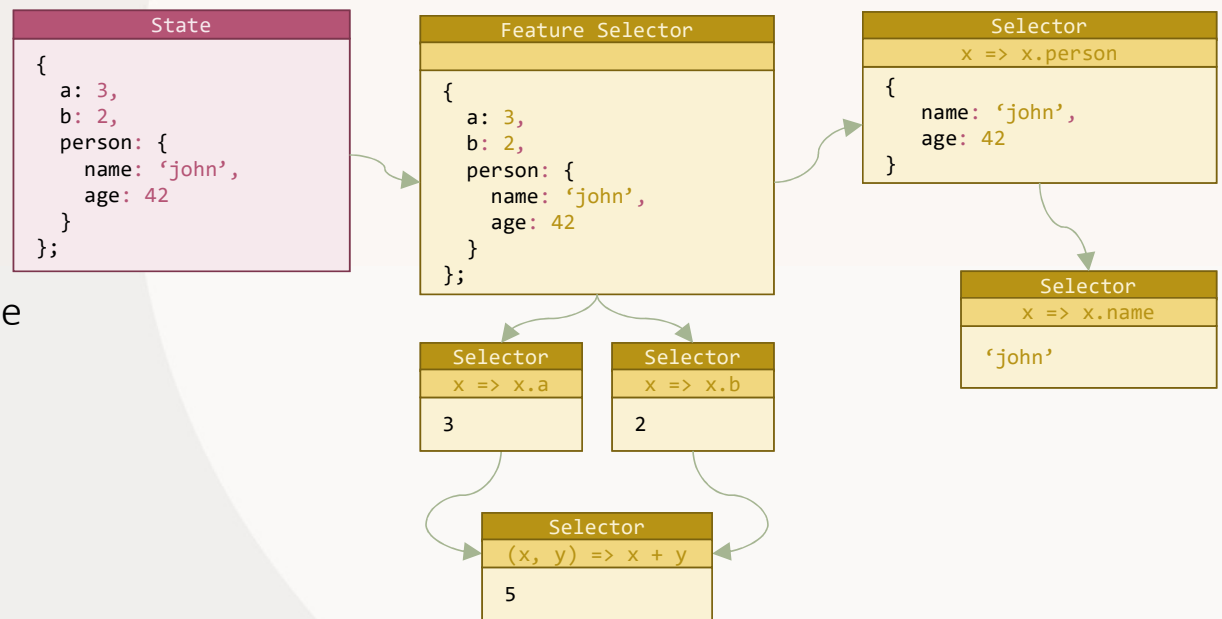 State
{
a: 3,
b: 2,
person: {
name: ‘john’,
age: 42
}
};
Feature Selector
{
a: 3,
b: 2,
person: {
name: ‘john’,
age: 42
}
};
Selector
x => x.person
{
name: ‘john’,
age: 42
}
Selector
x => x.name
‘john’
e
Selector
x => x.a
3
Selector
x => x.b
2
Selector
(x, y) => x + y
5